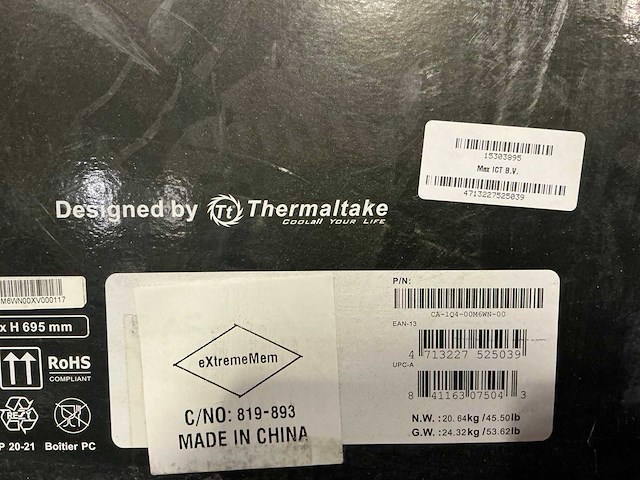 15303895
Max ICT B.V.
4713227525039
Designed by Tt Thermaltake
COOLall YOUR LIFE
M6WN00XV000117
x H 695 mm
RoHS
COMPLIANT
P 20-21 Boîtier PC
eXtremeMem
C/NO: 819-893
MADE IN CHINA
P/N:
CA-1Q4-00M6WN-00
EAN-13
4 713227 525039
UPC-A
8 41163 07504 3
N.W.: 20.64kg /45.50lb
G.W.: 24.32kg /53.62lb